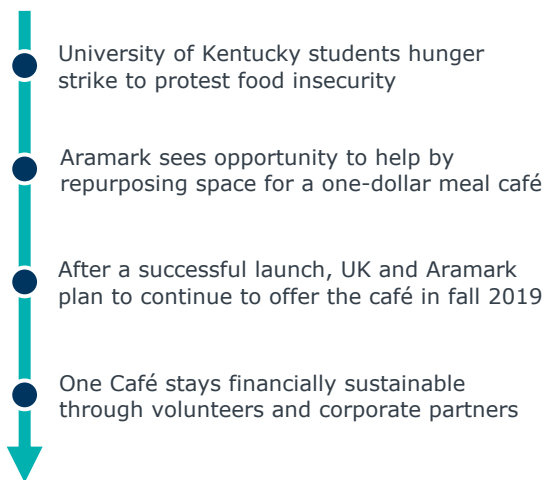 University of Kentucky students hunger
strike to protest food insecurity
Aramark sees opportunity to help by
repurposing space for a one-dollar meal café
After a successful launch, UK and Aramark
plan to continue to offer the café in fall 2019
One Café stays financially sustainable
through volunteers and corporate partners